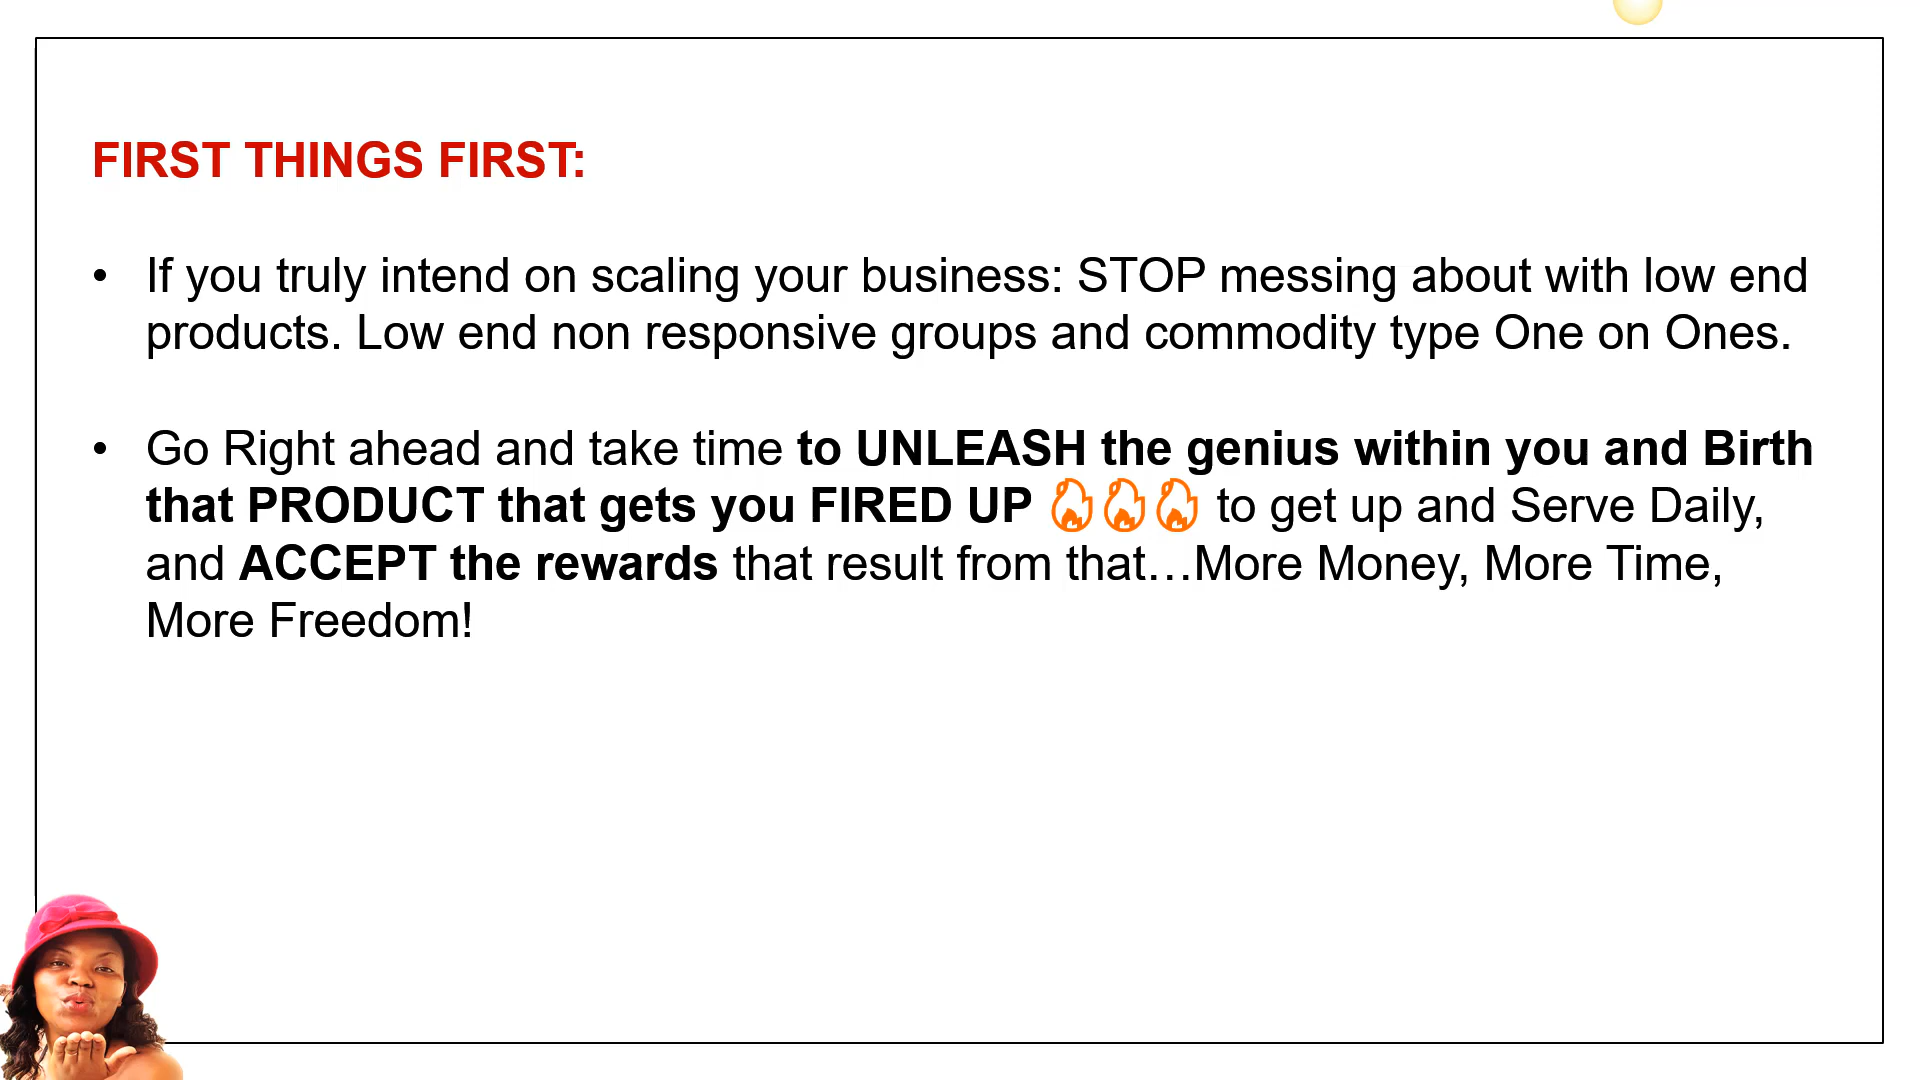 FIRST THINGS FIRST:
• If you truly intend on scaling your business: STOP messing about with low end
products. Low end non responsive groups and commodity type One on Ones.
• Go Right ahead and take time to UNLEASH the genius within you and Birth
that PRODUCT that gets you FIRED UP 🔥🔥🔥 to get up and Serve Daily,
and ACCEPT the rewards that result from that…More Money, More Time,
More Freedom!